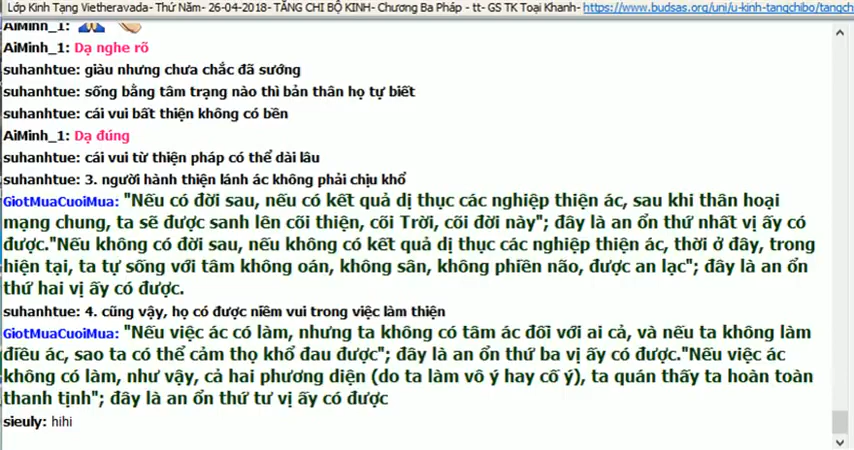 Lớp Kinh Tạng Vietheravada- Thứ Năm- 26-04-2018- TĂNG CHI BỘ KINH- Chương Ba Pháp - tt- GS TK Toại Khanh- https://www.budsas.org/uni/u-kinh-tangchibo/tangch
AiMinh_1:
AiMinh_1: Dạ nghe rõ
suhanhtue: giàu nhưng chưa chắc đã sướng
suhanhtue: sống bằng tâm trạng nào thì bản thân họ tự biết
suhanhtue: cái vui bất thiện không có bền
AiMinh_1: Dạ đúng
suhanhtue: cái vui từ thiện pháp có thể dài lâu
suhanhtue: 3. người hành thiện lánh ác không phải chịu khổ
GiotMuaCuoiMua: "Nếu có đời sau, nếu có kết quả dị thục các nghiệp thiện ác, sau khi thân hoại
mạng chung, ta sẽ được sanh lên cõi thiện, cõi Trời, cõi đời này"; đây là an ổn thứ nhất vị ấy có
được."Nếu không có đời sau, nếu không có kết quả dị thục các nghiệp thiện ác, thời ở đây, trong
hiện tại, ta tự sống với tâm không oán, không sân, không phiền não, được an lạc"; đây là an ổn
thứ hai vị ấy có được.
suhanhtue: 4. cũng vậy, họ có được niềm vui trong việc làm thiện
GiotMuaCuoiMua: "Nếu việc ác có làm, nhưng ta không có tâm ác đối với ai cả, và nếu ta không làm
điều ác, sao ta có thể cảm thọ khổ đau được"; đây là an ổn thứ ba vị ấy có được."Nếu việc ác
không có làm, như vậy, cả hai phương diện (do ta làm vô ý hay cố ý), ta quán thấy ta hoàn toàn
thanh tịnh"; đây là an ổn thứ tư vị ấy có được
sieuly: hihi